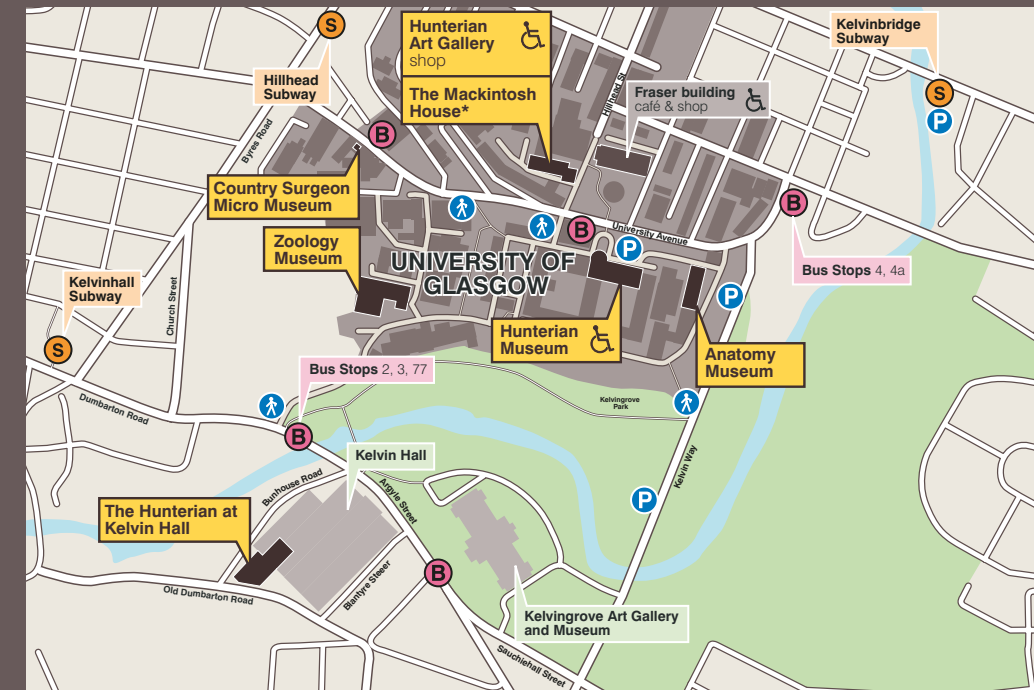 S
Hunterian
Art Gallery
shop
The Mackintosh
House*
Kelvinbridge
Subway
S
P
Hillhead
Subway
Hillhead St
Fraser building
café & shop
Byres Road
B
Country Surgeon
Micro Museum
B
B
University Avenue
P
Zoology
Museum
UNIVERSITY OF
GLASGOW
Bus Stops 4, 4a
Kelvinhall
Subway
Church Street
P
Hunterian
Museum
Anatomy
Museum
S
Bus Stops 2, 3, 77
Kelvingrove
Park
Dumbarton Road
B
Kelvin Hall
Kelvin Way
Bunhouse Road
Argyle Street
P
The Hunterian at
Kelvin Hall
B
Blantyre Steeer
Old Dumbarton Road
Kelvingrove Art Gallery
and Museum
Sauchiehall Street